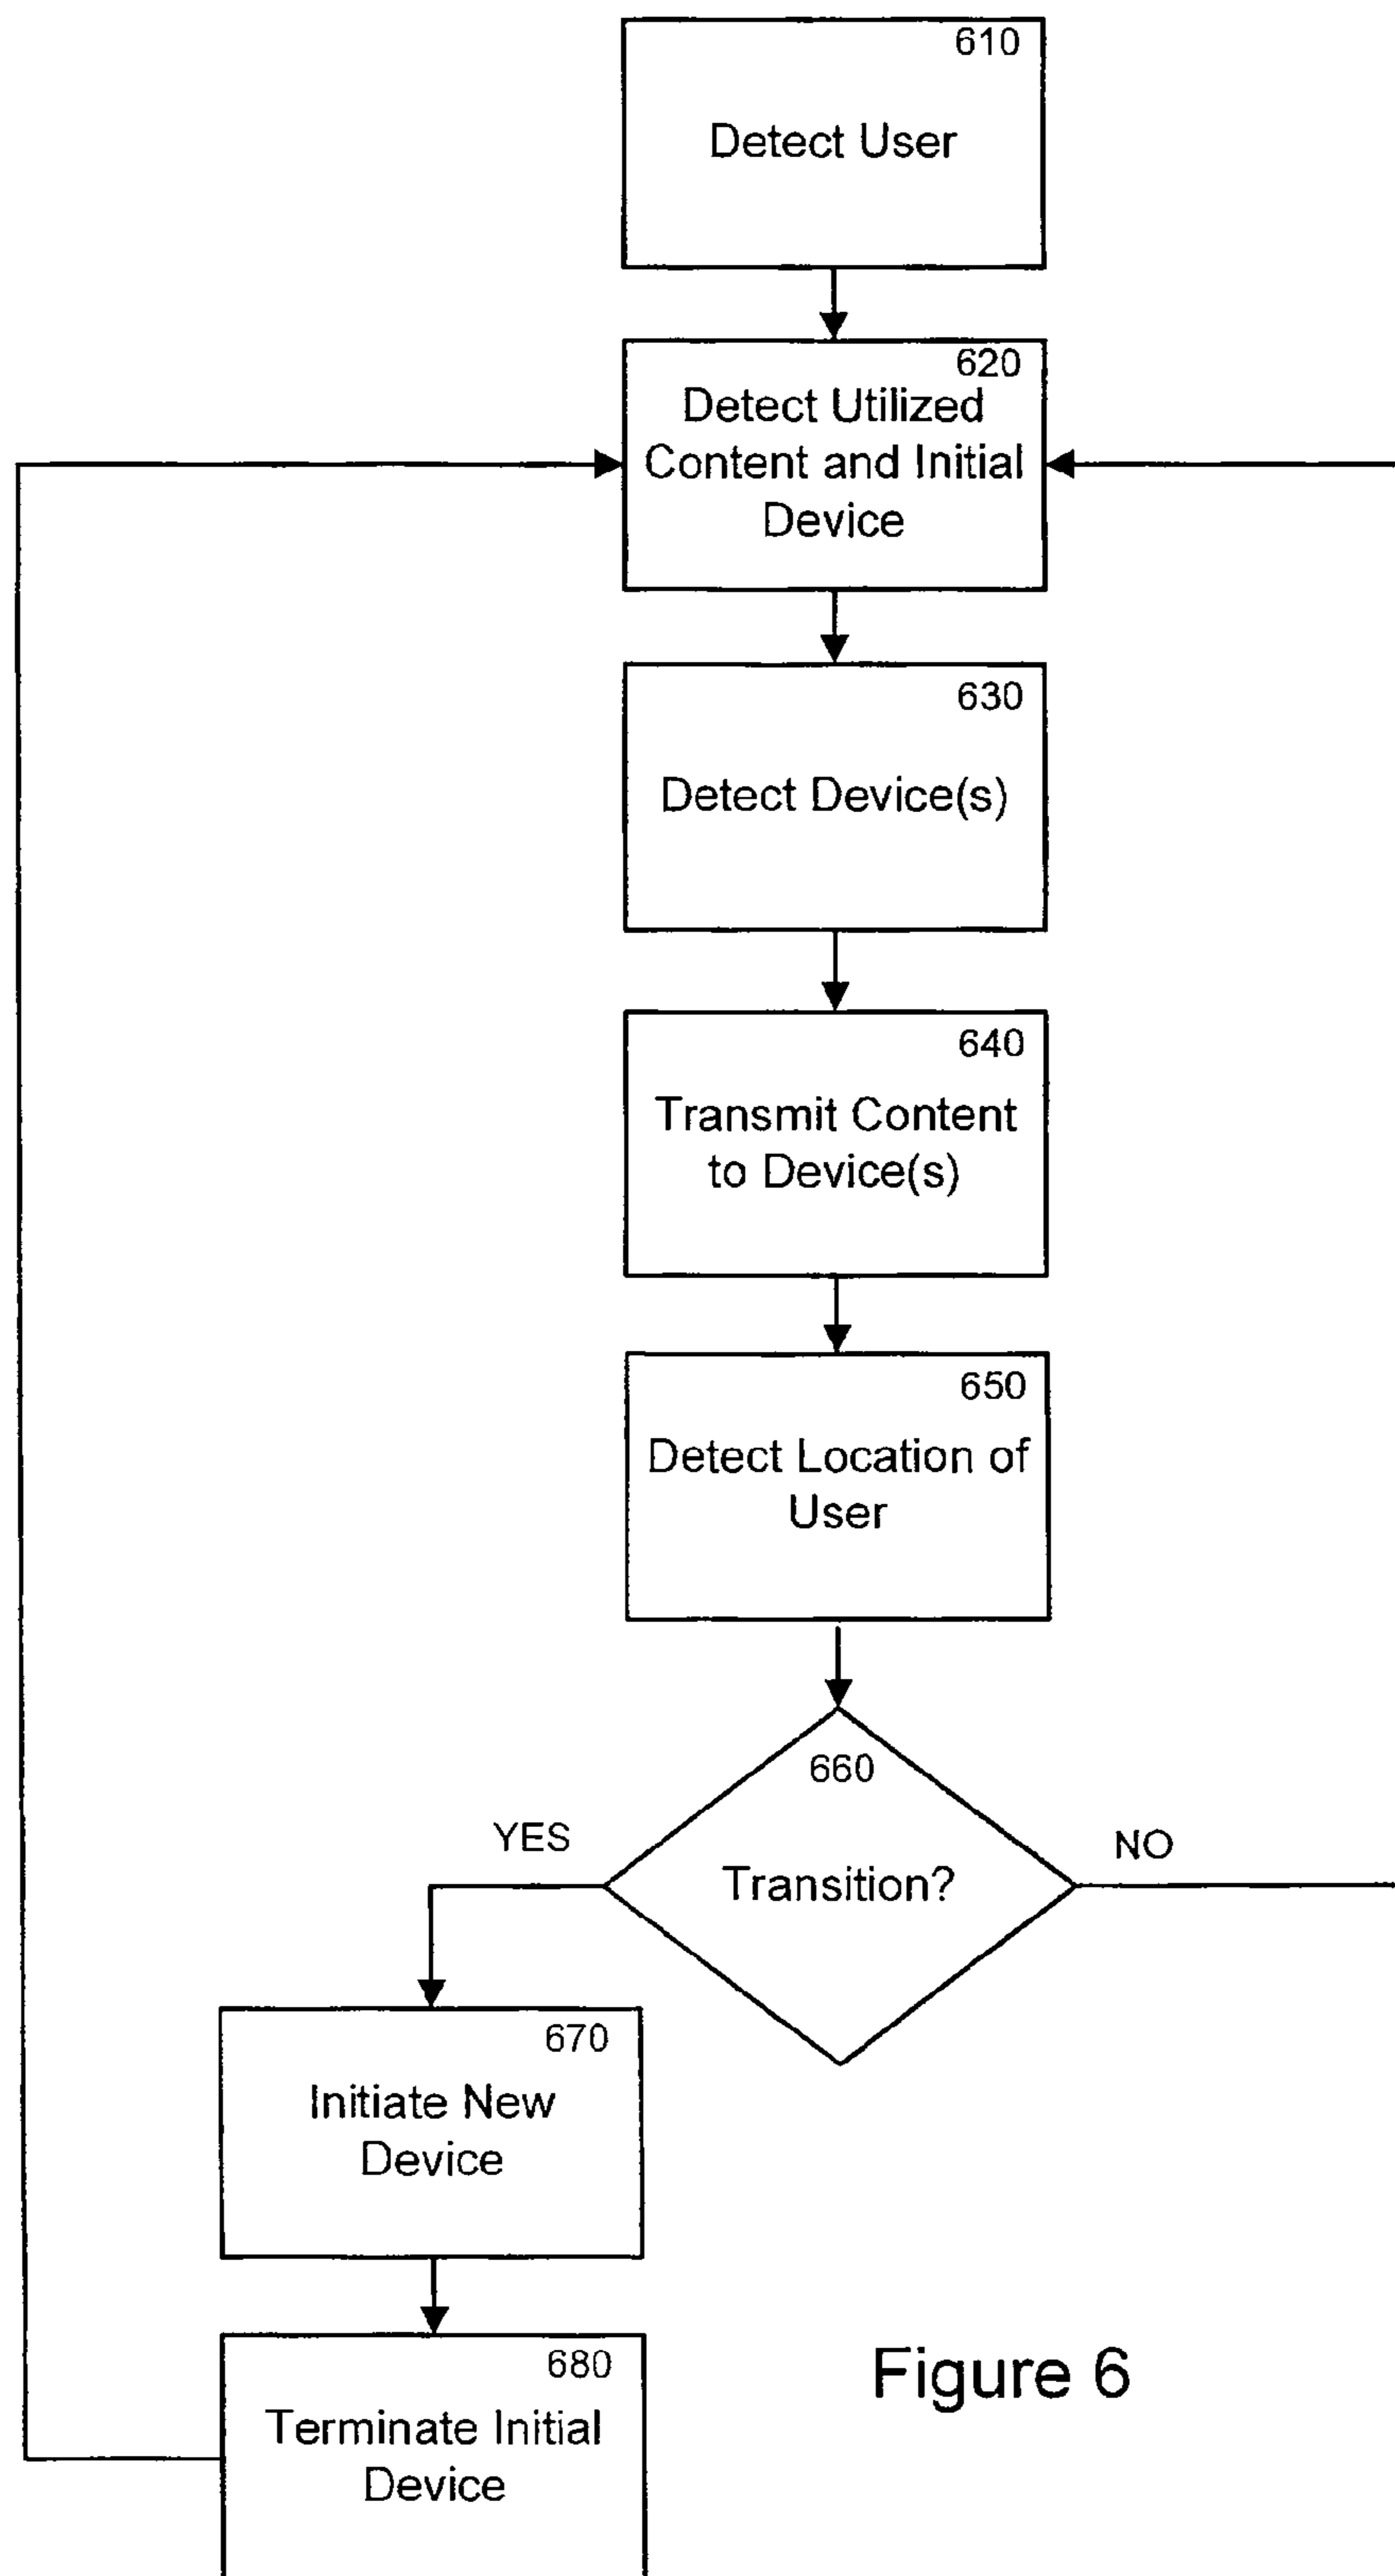 610
Detect User
620
Detect Utilized
Content and Initial
Device
630
Detect Device(s)
640
Transmit Content
to Device(s)
650
Detect Location of
User
660
YES
Transition?
NO
670
Initiate New
Device
680
Terminate Initial
Device
Figure 6